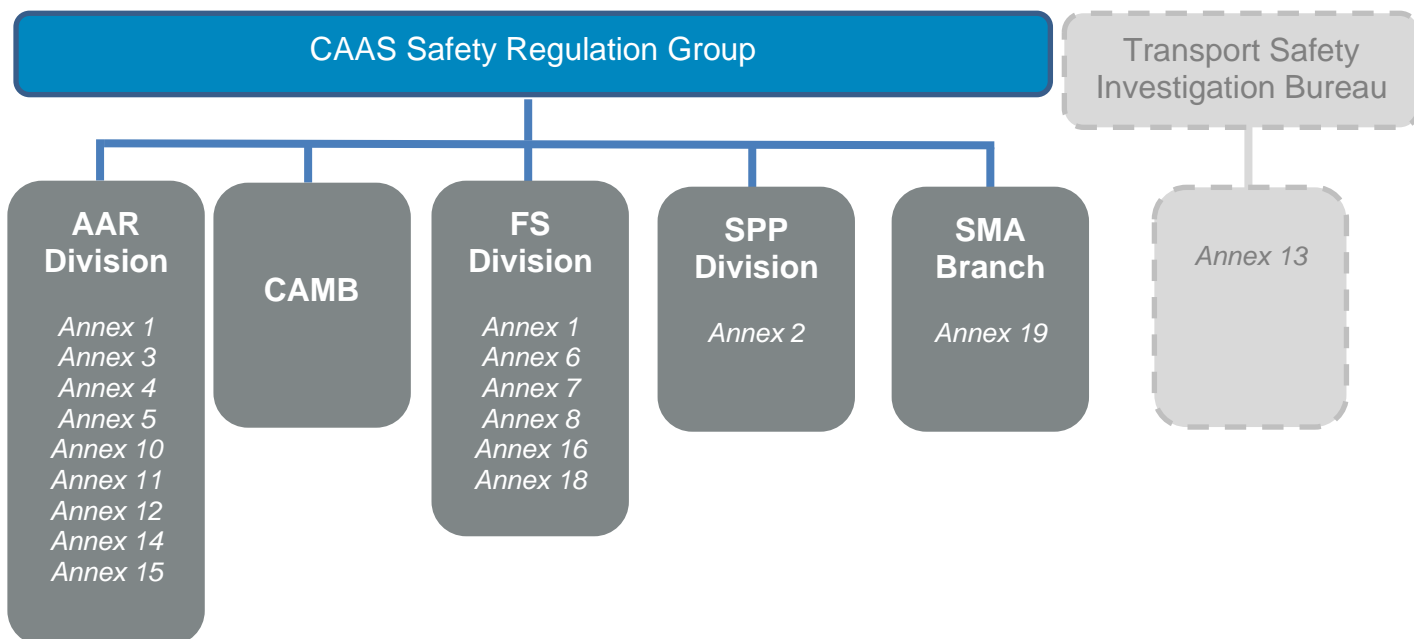 CAAS Safety Regulation Group
Transport Safety
Investigation Bureau
AAR
Division
Annex 1
Annex 3
Annex 4
Annex 5
Annex 10
Annex 11
Annex 12
Annex 14
Annex 15
CAMB
FS
Division
Annex 1
Annex 6
Annex 7
Annex 8
Annex 16
Annex 18
SPP
Division
Annex 2
SMA
Branch
Annex 19
Annex 13